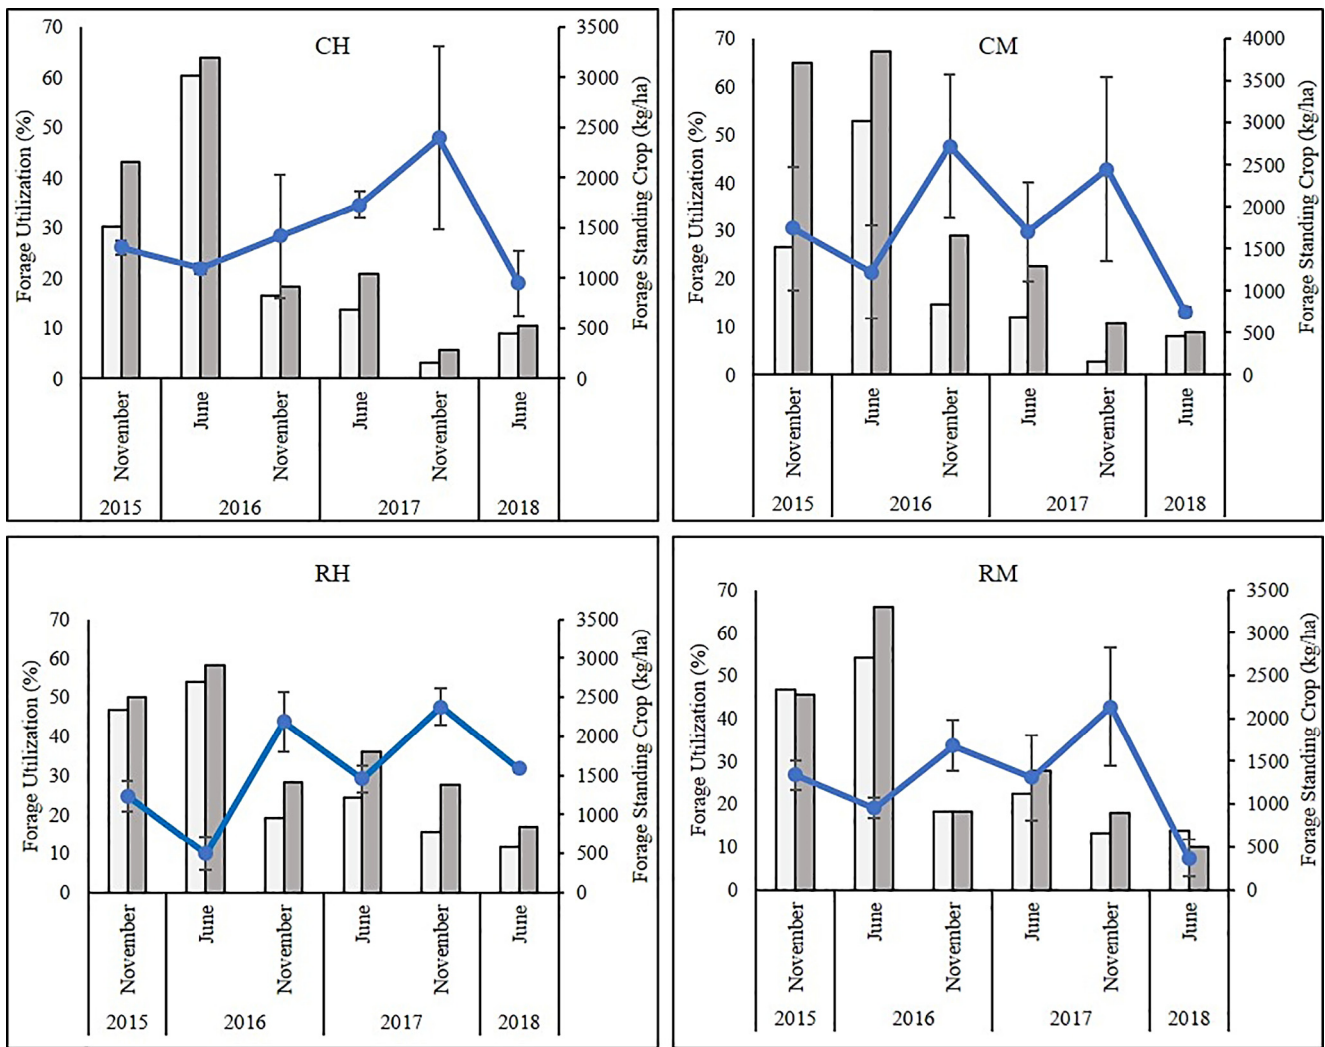 CH
Forage Utilization (%)
70
60
50
40
30
20
10
0
3500
3000
2500
2000
1500
1000
500
0
Forage Standing Crop (kg/ha)
November
June
November
June
November
June
2015
2016
2017
2018
CM
Forage Utilization (%)
70
60
50
40
30
20
10
0
4000
3500
3000
2500
2000
1500
1000
500
0
Forage Standing Crop (kg/ha)
November
June
November
June
November
June
2015
2016
2017
2018
RH
Forage Utilization (%)
70
60
50
40
30
20
10
0
3500
3000
2500
2000
1500
1000
500
0
Forage Standing Crop (kg/ha)
November
June
November
June
November
June
2015
2016
2017
2018
RM
Forage Utilization (%)
70
60
50
40
30
20
10
0
3500
3000
2500
2000
1500
1000
500
0
Forage Standing Crop (kg/ha)
November
June
November
June
November
June
2015
2016
2017
2018